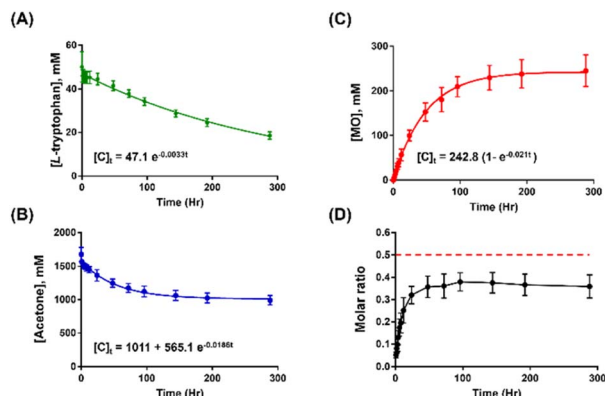 (A)
[L-tryptophan], mM
60
40
20
0
[C]t = 47.1 e-0.0033t
0 100 200 300
Time (Hr)
(B)
[Acetone], mM
2000
1500
1000
500
0
[C]t = 1011 + 565.1 e-0.0186t
0 100 200 300
Time (Hr)
(C)
[MO], mM
300
200
100
0
[C]t = 242.8 (1- e-0.021t)
0 100 200 300
Time (Hr)
(D)
Molar ratio
0.6
0.5
0.4
0.3
0.2
0.1
0.0
0 100 200 300
Time (Hr)